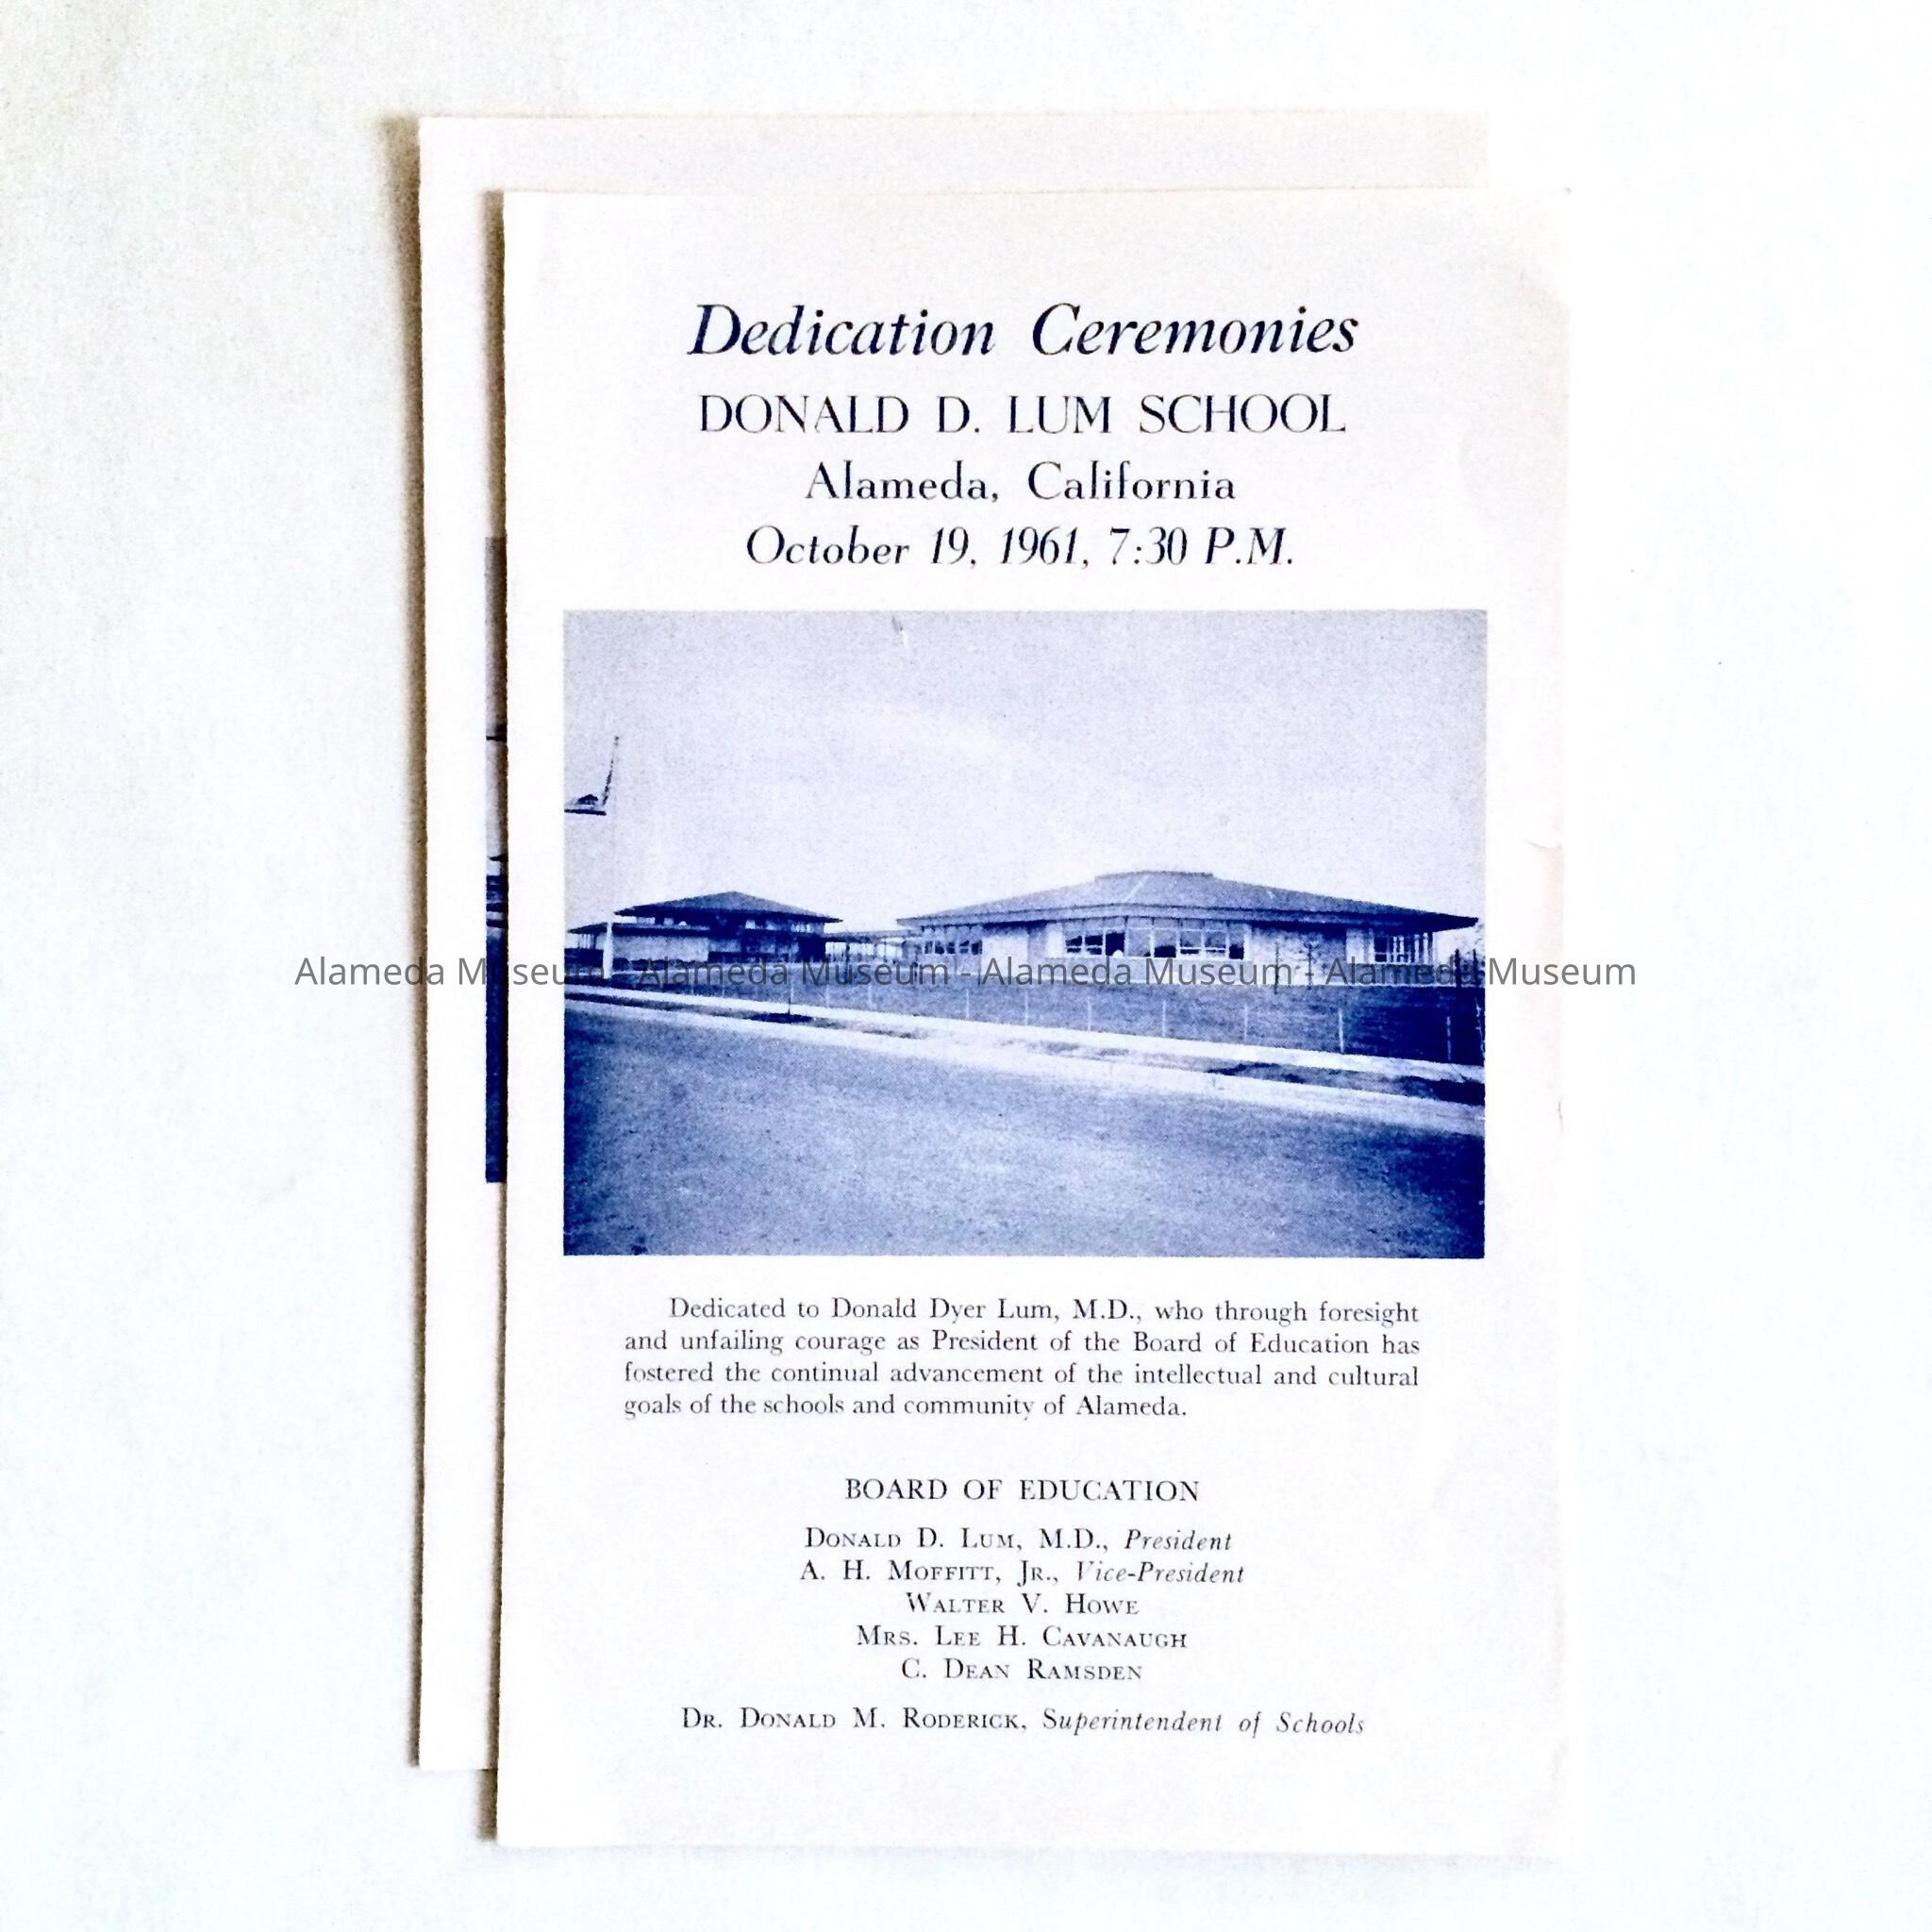 Dedication Ceremonies
DONALD D. LUM SCHOOL
Alameda, California
October 19, 1961, 7:30 P.M.
Alameda Museum - Alameda Museum - Alameda Museum - Alameda Museum
Dedicated to Donald Dyer Lum, M.D., who through foresight
and unfailing courage as President of the Board of Education has
fostered the continual advancement of the intellectual and cultural
goals of the schools and community of Alameda.
BOARD OF EDUCATION
DONALD D. LUM, M.D., President
A. H. MOFFITT, JR., Vice-President
WALTER V. HOWE
MRS. LEE H. CAVANAUGH
C. DEAN RAMSDEN
DR. DONALD M. RODERICK, Superintendent of Schools